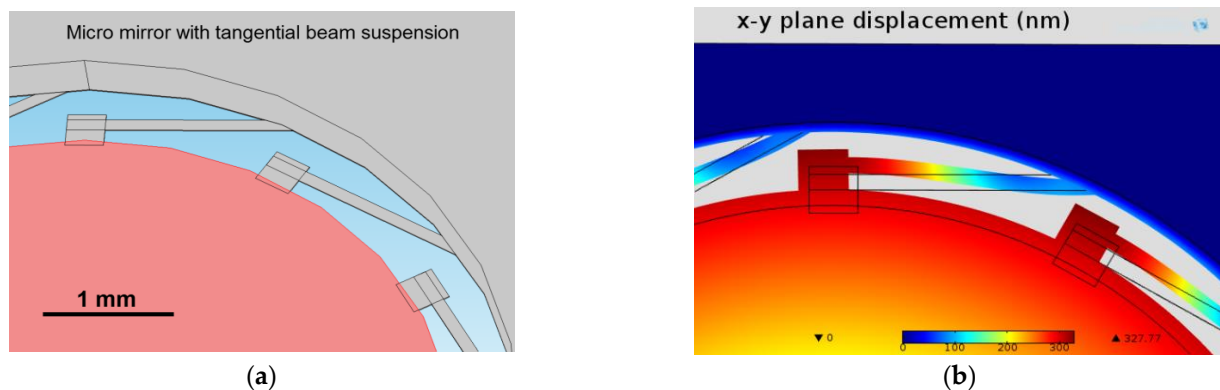 Micro mirror with tangential beam suspension
1 mm
(a)
x-y plane displacement (nm)
▼ 0
0 100 200 300
▲ 327.77
(b)